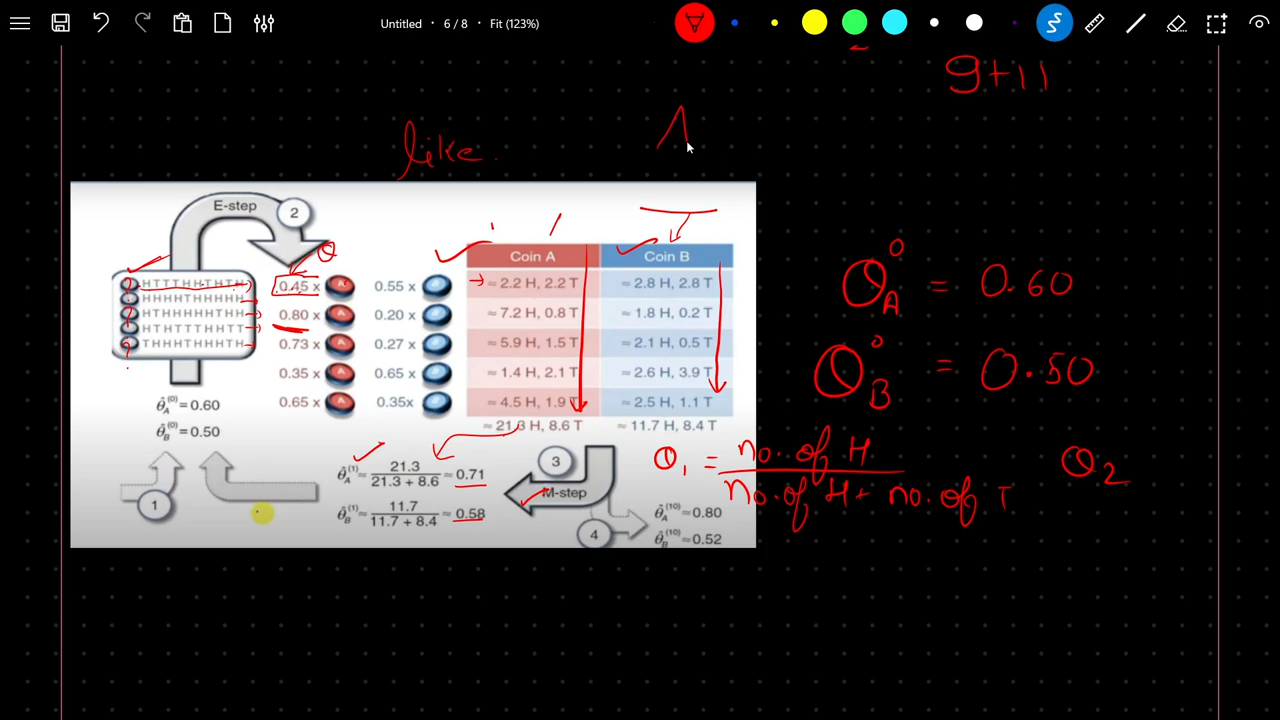 Untitled • 6 / 8 • Fit (123%)
9+11
like.
E-step
2
θ
Coin A
Coin B
HTTTHHTHTH
0.45 x
A
0.55 x
≈ 2.2 H, 2.2 T
≈ 2.8 H, 2.8 T
HHHHTHHHHH
0.80 x
A
0.20 x
≈ 7.2 H, 0.8 T
≈ 1.8 H, 0.2 T
HTHHHHHTHH
0.73 x
A
0.27 x
≈ 5.9 H, 1.5 T
≈ 2.1 H, 0.5 T
HTHTTTHHTT
0.35 x
A
0.65 x
≈ 1.4 H, 2.1 T
≈ 2.6 H, 3.9 T
THHHTHHHTH
0.65 x
A
0.35x
≈ 4.5 H, 1.9 T
≈ 2.5 H, 1.1 T
≈ 21.3 H, 8.6 T
≈ 11.7 H, 8.4 T
θ̂A(0)=0.60
θ̂B(0)=0.50
1
θ̂A(1)≈ 21.3 / 21.3 + 8.6 ≈ 0.71
θ̂B(1)≈ 11.7 / 11.7 + 8.4 ≈ 0.58
3
M-step
4
θ̂A(10)≈0.80
θ̂B(10)≈0.52
θA0 = 0.60
θB0 = 0.50
θ1 = no. of H / no. of H + no. of T
θ2